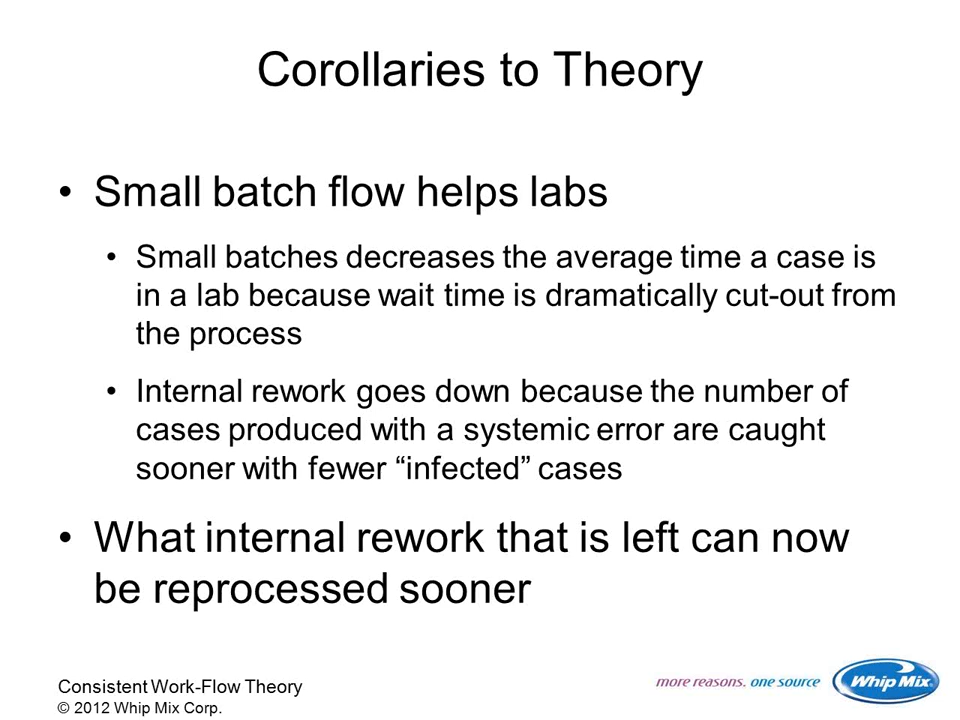 Corollaries to Theory
• Small batch flow helps labs
• Small batches decreases the average time a case is
in a lab because wait time is dramatically cut-out from
the process
• Internal rework goes down because the number of
cases produced with a systemic error are caught
sooner with fewer “infected” cases
• What internal rework that is left can now
be reprocessed sooner
Consistent Work-Flow Theory
© 2012 Whip Mix Corp.
more reasons. one source
Whip Mix®